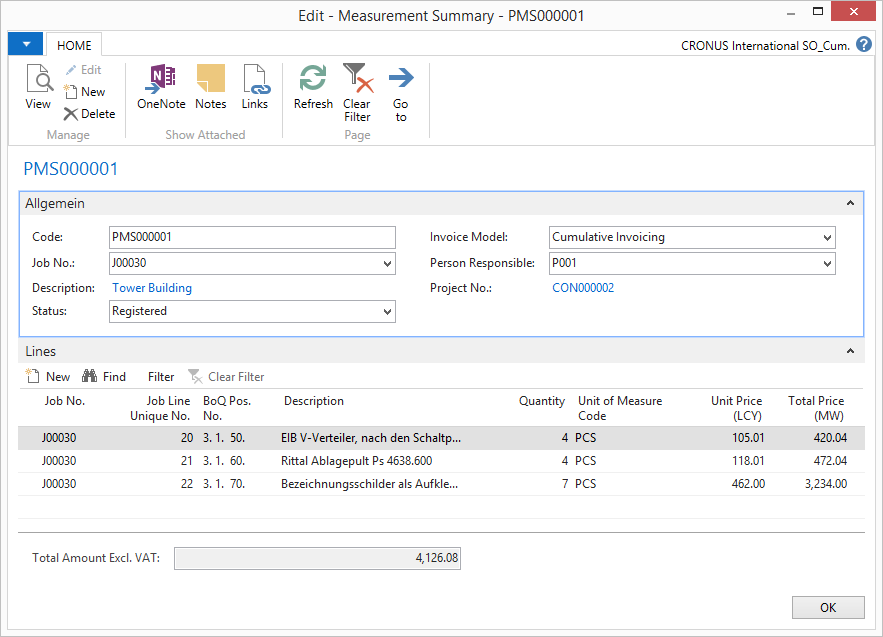 Edit - Measurement Summary - PMS000001
HOME
CRONUS International SO_Cum. ?
View
Edit
New
Delete
Manage
OneNote
Notes
Links
Show Attached
Refresh
Clear Filter
Go to
Page
PMS000001
Allgemein
Code: PMS000001
Invoice Model: Cumulative Invoicing
Job No.: J00030
Person Responsible: P001
Description: Tower Building
Project No.: CON000002
Status: Registered
Lines
New Find Filter Clear Filter
Job No. Job Line Unique No. BoQ Pos. No. Description Quantity Unit of Measure Code Unit Price (LCY) Total Price (MW)
J00030 20 3. 1. 50. EIB V-Verteiler, nach den Schaltp... 4 PCS 105.01 420.04
J00030 21 3. 1. 60. Rittal Ablagepult Ps 4638.600 4 PCS 118.01 472.04
J00030 22 3. 1. 70. Bezeichnungsschilder als Aufkle... 7 PCS 462.00 3,234.00
Total Amount Excl. VAT: 4,126.08
OK